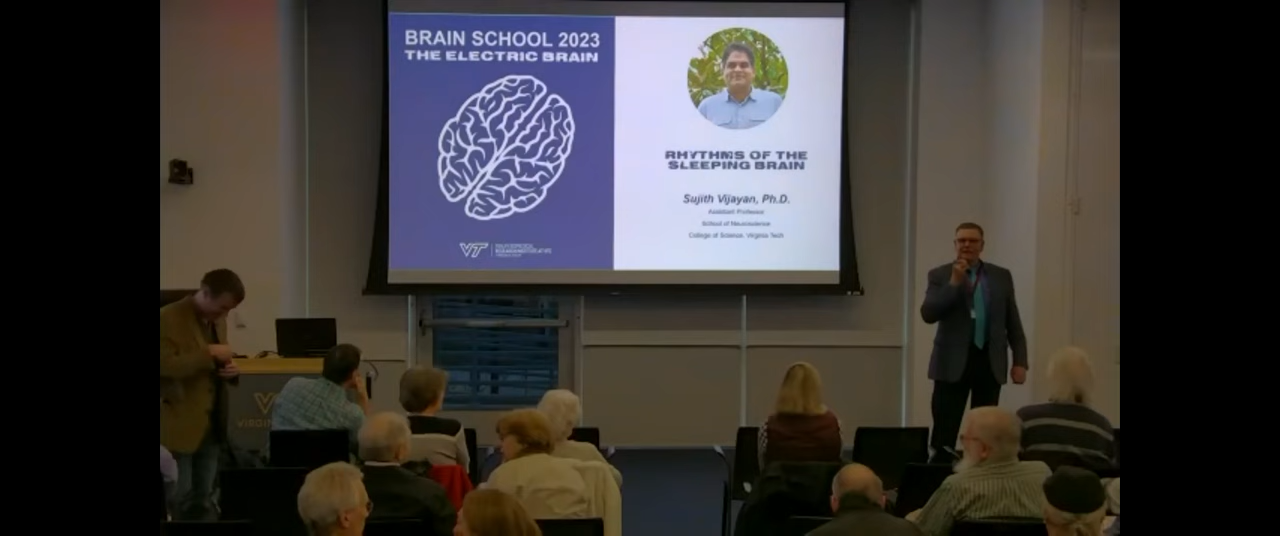 BRAIN SCHOOL 2023
THE ELECTRIC BRAIN
VT
RHYTHMS OF THE
SLEEPING BRAIN
Sujith Vijayan, Ph.D.
Assistant Professor
School of Neuroscience
College of Science, Virginia Tech